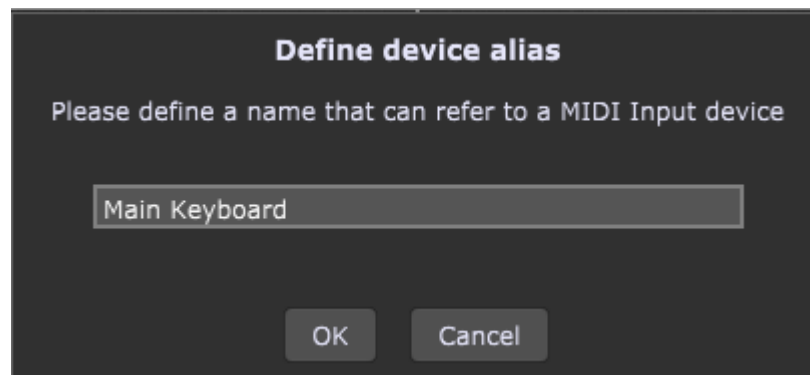 Define device alias
Please define a name that can refer to a MIDI Input device
Main Keyboard
OK
Cancel